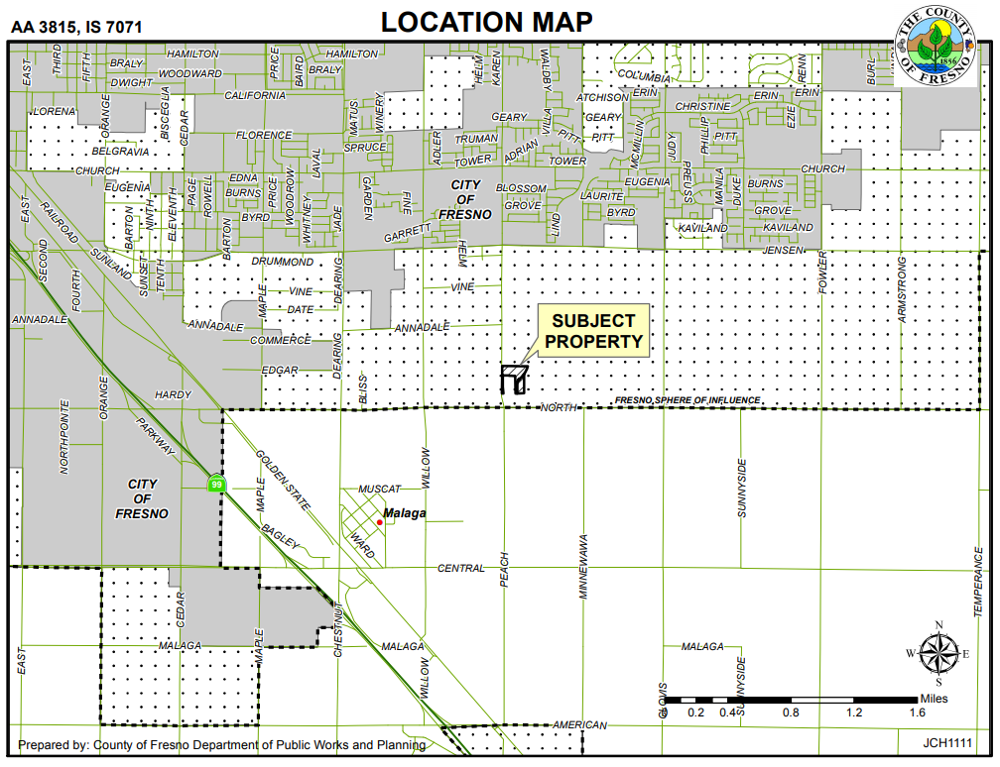 AA 3815, IS 7071
LOCATION MAP
THE COUNTY
OF FRESNO
1856
EAST
THIRD
FIFTH
HAMILTON
BRALY
WOODWARD
DWIGHT
PRICE
BAIRD
HAMILTON
BRALY
HELM
KAREN
WALDBY
COLUMBIA
RENN
BURL
LORENA
ORANGE
BISCEGLIA
CEDAR
CALIFORNIA
MATUS
WINERY
ATCHISON
ERIN
CHRISTINE
ERIN
ERIN
EZIE
BELGRAVIA
FLORENCE
SPRUCE
ADLER
GEARY
TRUMAN
TOWER
ADRIAN
VILLA
PITT
GEARY
PITT
TOWER
MCMILLIN
JUDY
PHILLIP
PITT
CHURCH
EUGENIA
PAGE
ROWELL
EDNA
BURNS
BYRD
PRICE
WOODROW
WHITNEY
LAVAL
JADE
GARDEN
FINE
GARRETT
CITY
OF
FRESNO
BLOSSOM
GROVE
LIND
LAURITE
BYRD
EUGENIA
PREUSS
MANILA
DUKE
BURNS
CHURCH
GROVE
KAVILAND
KAVILAND
EAST
RAILROAD
SUNLAND
BARTON
NINTH
ELEVENTH
BARTON
SECOND
FOURTH
SUNSET
TENTH
DRUMMOND
HELM
JENSEN
VINE
MAPLE
DEARING
DATE
VINE
FOWLER
ARMSTRONG
ANNADALE
ANNADALE
COMMERCE
DEARING
ANNADALE
SUBJECT
PROPERTY
EDGAR
BLISS
ORANGE
HARDY
NORTHPOINTE
PARKWAY
NORTH
FRESNO SPHERE OF INFLUENCE
CITY
OF
FRESNO
99
GOLDEN STATE
MAPLE
MUSCAT
WILLOW
Malaga
SUNNYSIDE
BAGLEY
WARD
CENTRAL
PEACH
MINNEWAWA
TEMPERANCE
CEDAR
CHESTNUT
EAST
MALAGA
MAPLE
MALAGA
WILLOW
MALAGA
SUNNYSIDE
CLOVIS
AMERICAN
N
W
E
S
Miles
0 0.2 0.4 0.8 1.2 1.6
Prepared by: County of Fresno Department of Public Works and Planning
JCH1111